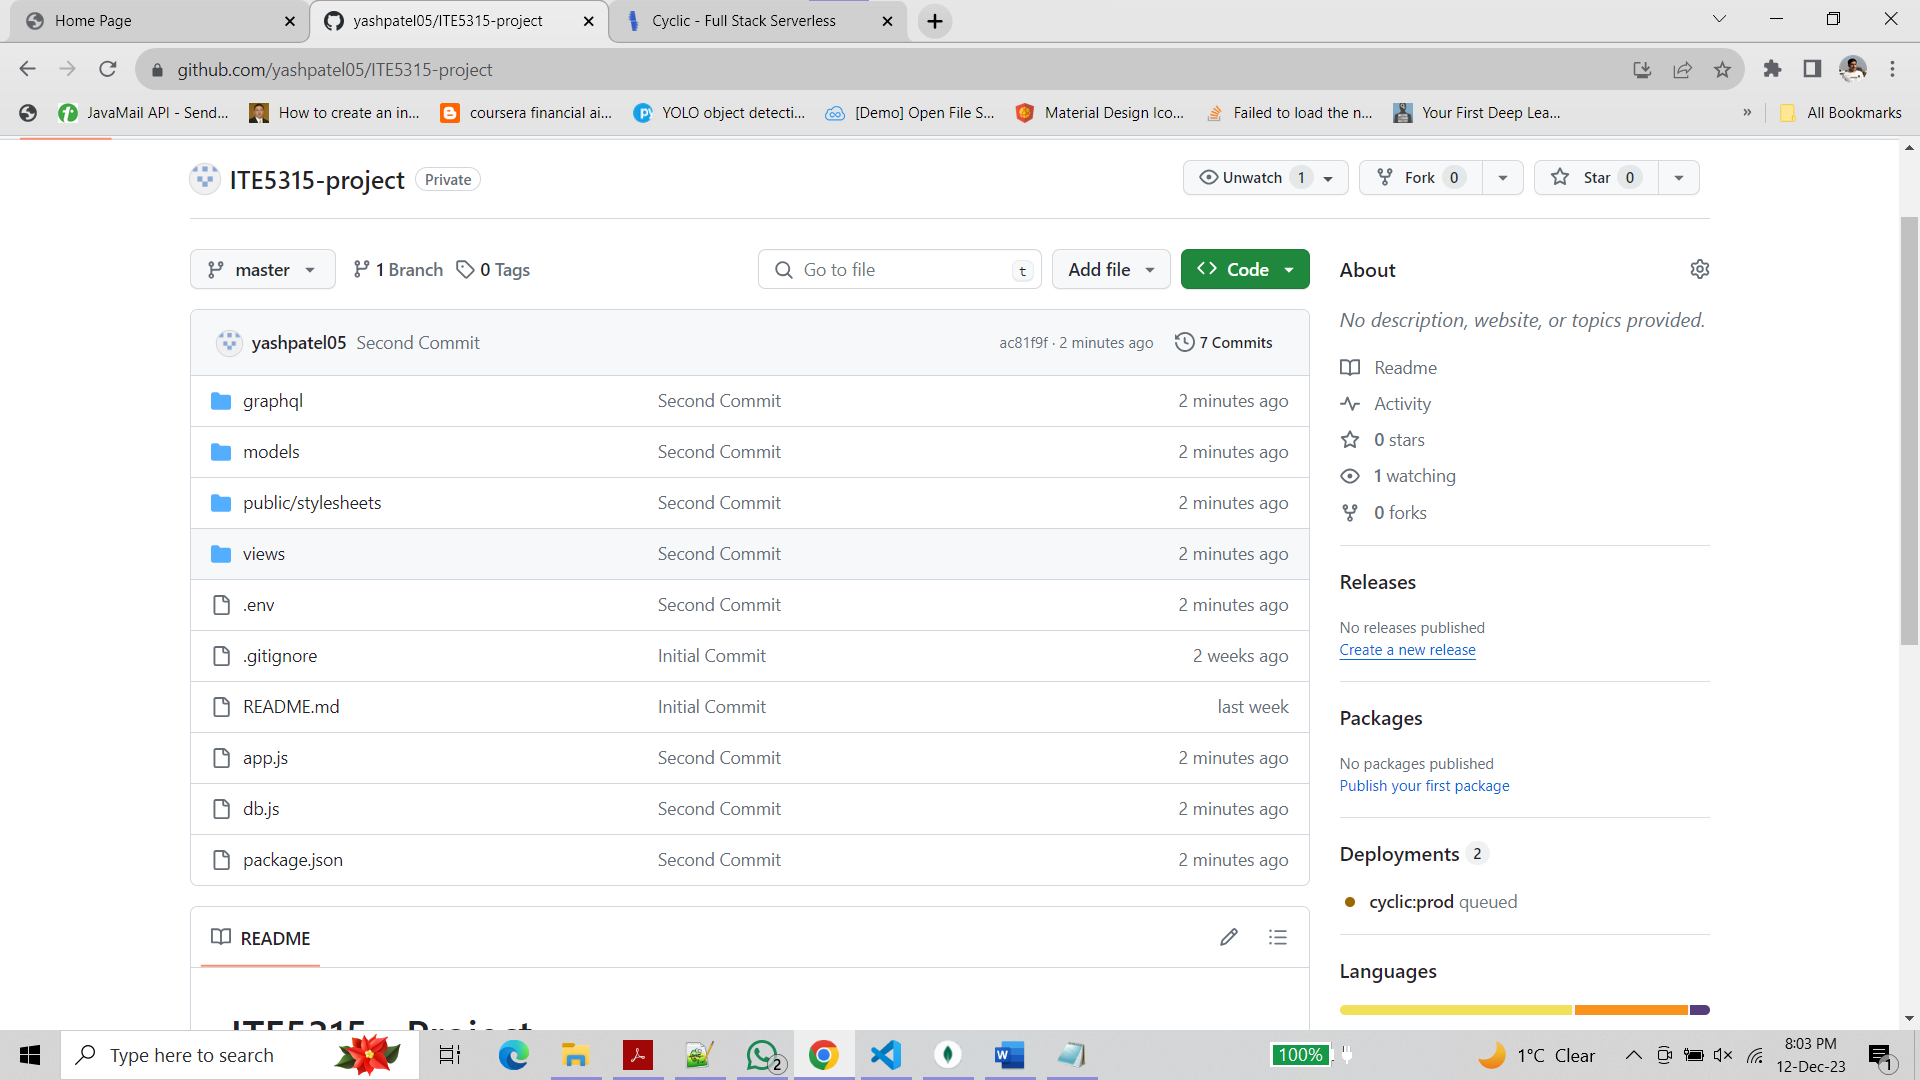 Home Page
yashpatel05/ITE5315-project
Cyclic - Full Stack Serverless
github.com/yashpatel05/ITE5315-project
JavaMail API - Send...
How to create an in...
coursera financial ai...
YOLO object detecti...
[Demo] Open File S...
Material Design Ico...
Failed to load the n...
Your First Deep Lea...
»
All Bookmarks
ITE5315-project Private
Unwatch 1
Fork 0
Star 0
master
1 Branch
0 Tags
Go to file t
Add file
Code
yashpatel05 Second Commit ac81f9f · 2 minutes ago 7 Commits
graphql Second Commit 2 minutes ago
models Second Commit 2 minutes ago
public/stylesheets Second Commit 2 minutes ago
views Second Commit 2 minutes ago
.env Second Commit 2 minutes ago
.gitignore Initial Commit 2 weeks ago
README.md Initial Commit last week
app.js Second Commit 2 minutes ago
db.js Second Commit 2 minutes ago
package.json Second Commit 2 minutes ago
README
ITE5315 - Project
About
No description, website, or topics provided.
Readme
Activity
0 stars
1 watching
0 forks
Releases
No releases published
Create a new release
Packages
No packages published
Publish your first package
Deployments 2
cyclic:prod queued
Languages
Type here to search
2
100%
1°C Clear
8:03 PM
12-Dec-23
1